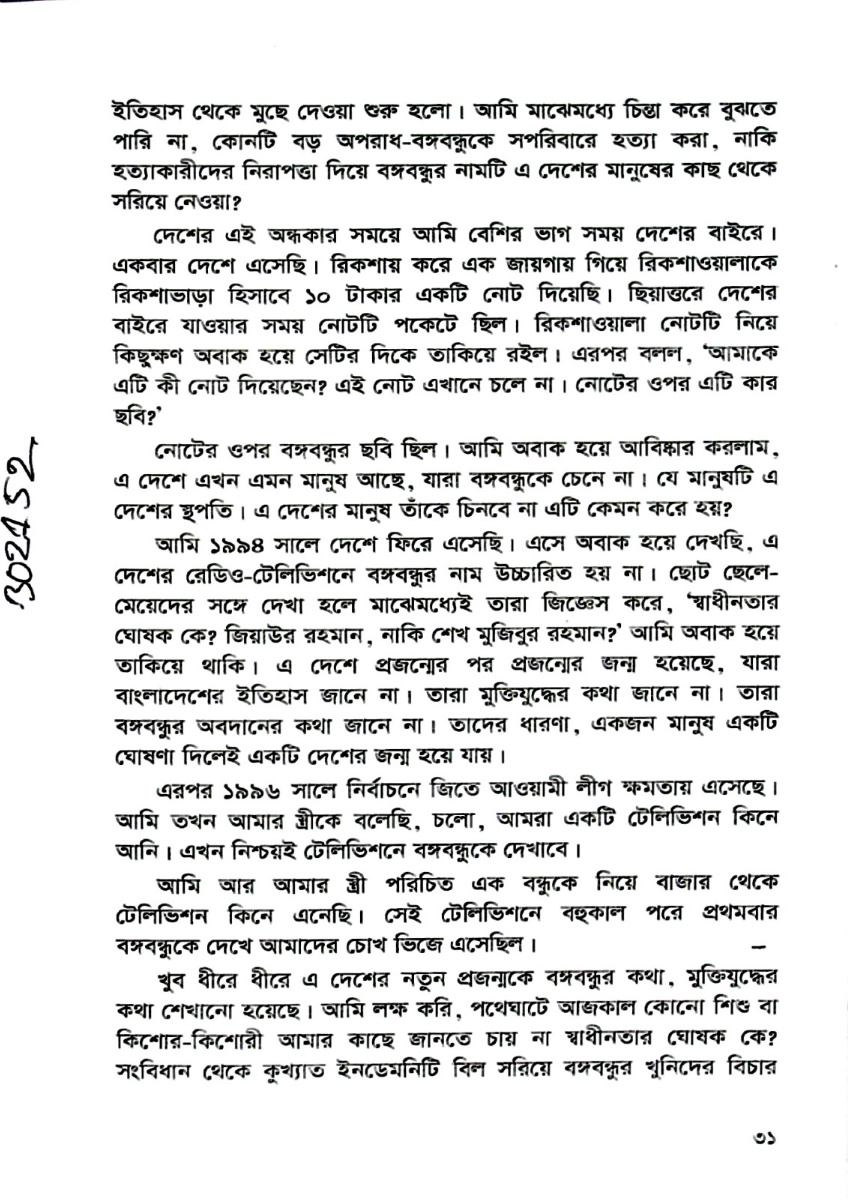 ইতিহাস থেকে মুছে দেওয়া শুরু হলো। আমি মাঝেমধ্যে চিন্তা করে বুঝতে
পারি না, কোনটি বড় অপরাধ-বঙ্গবন্ধুকে সপরিবারে হত্যা করা, নাকি
হত্যাকারীদের নিরাপত্তা দিয়ে বঙ্গবন্ধুর নামটি এ দেশের মানুষের কাছ থেকে
সরিয়ে নেওয়া?
দেশের এই অন্ধকার সময়ে আমি বেশির ভাগ সময় দেশের বাইরে।
একবার দেশে এসেছি। রিকশায় করে এক জায়গায় গিয়ে রিকশাওয়ালাকে
রিকশাভাড়া হিসাবে ১০ টাকার একটি নোট দিয়েছি। ছিয়াত্তরে দেশের
বাইরে যাওয়ার সময় নোটটি পকেটে ছিল। রিকশাওয়ালা নোটটি নিয়ে
কিছুক্ষণ অবাক হয়ে সেটির দিকে তাকিয়ে রইল। এরপর বলল, ‘আমাকে
এটি কী নোট দিয়েছেন? এই নোট এখানে চলে না। নোটের ওপর এটি কার
ছবি?’
নোটের ওপর বঙ্গবন্ধুর ছবি ছিল। আমি অবাক হয়ে আবিষ্কার করলাম,
এ দেশে এখন এমন মানুষ আছে, যারা বঙ্গবন্ধুকে চেনে না। যে মানুষটি এ
দেশের স্থপতি। এ দেশের মানুষ তাঁকে চিনবে না এটি কেমন করে হয়?
আমি ১৯৯৪ সালে দেশে ফিরে এসেছি। এসে অবাক হয়ে দেখছি, এ
দেশের রেডিও-টেলিভিশনে বঙ্গবন্ধুর নাম উচ্চারিত হয় না। ছোট ছেলে-
মেয়েদের সঙ্গে দেখা হলে মাঝেমধ্যেই তারা জিজ্ঞেস করে, ‘স্বাধীনতার
ঘোষক কে? জিয়াউর রহমান, নাকি শেখ মুজিবুর রহমান?’ আমি অবাক হয়ে
তাকিয়ে থাকি। এ দেশে প্রজন্মের পর প্রজন্মের জন্ম হয়েছে, যারা
বাংলাদেশের ইতিহাস জানে না। তারা মুক্তিযুদ্ধের কথা জানে না। তারা
বঙ্গবন্ধুর অবদানের কথা জানে না। তাদের ধারণা, একজন মানুষ একটি
ঘোষণা দিলেই একটি দেশের জন্ম হয়ে যায়।
এরপর ১৯৯৬ সালে নির্বাচনে জিতে আওয়ামী লীগ ক্ষমতায় এসেছে।
আমি তখন আমার স্ত্রীকে বলেছি, চলো, আমরা একটি টেলিভিশন কিনে
আনি। এখন নিশ্চয়ই টেলিভিশনে বঙ্গবন্ধুকে দেখাবে।
আমি আর আমার স্ত্রী পরিচিত এক বন্ধুকে নিয়ে বাজার থেকে
টেলিভিশন কিনে এনেছি। সেই টেলিভিশনে বহুকাল পরে প্রথমবার
বঙ্গবন্ধুকে দেখে আমাদের চোখ ভিজে এসেছিল।
খুব ধীরে ধীরে এ দেশের নতুন প্রজন্মকে বঙ্গবন্ধুর কথা, মুক্তিযুদ্ধের
কথা শেখানো হয়েছে। আমি লক্ষ করি, পথেঘাটে আজকাল কোনো শিশু বা
কিশোর-কিশোরী আমার কাছে জানতে চায় না স্বাধীনতার ঘোষক কে?
সংবিধান থেকে কুখ্যাত ইনডেমনিটি বিল সরিয়ে বঙ্গবন্ধুর খুনিদের বিচার
৩১